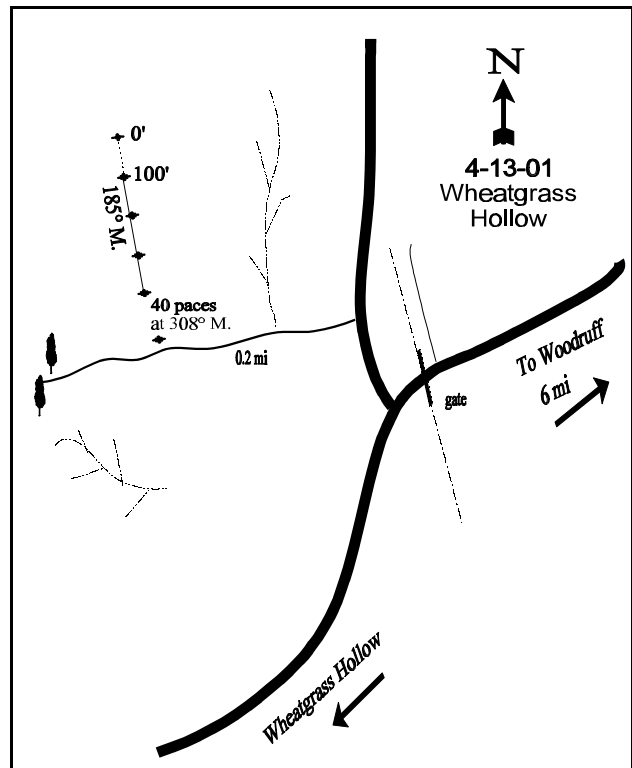 N
4-13-01
Wheatgrass
Hollow
0'
100'
185° M.
40 paces
at 308° M.
0.2 mi
To Woodruff
6 mi
gate
Wheatgrass Hollow